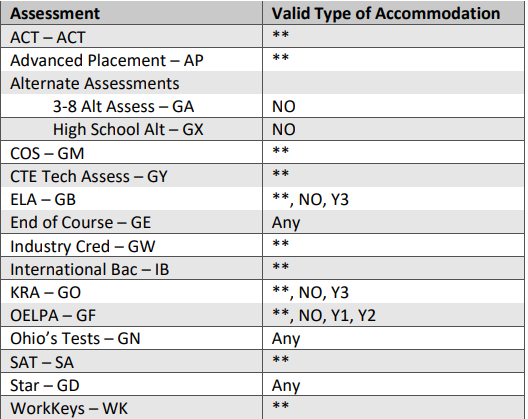 Assessment Valid Type of Accommodation
ACT – ACT **
Advanced Placement – AP **
Alternate Assessments
3-8 Alt Assess – GA NO
High School Alt – GX NO
COS – GM **
CTE Tech Assess – GY **
ELA – GB **, NO, Y3
End of Course – GE Any
Industry Cred – GW **
International Bac – IB **
KRA – GO **, NO, Y3
OELPA – GF **, NO, Y1, Y2
Ohio’s Tests – GN Any
SAT – SA **
Star – GD Any
WorkKeys – WK **